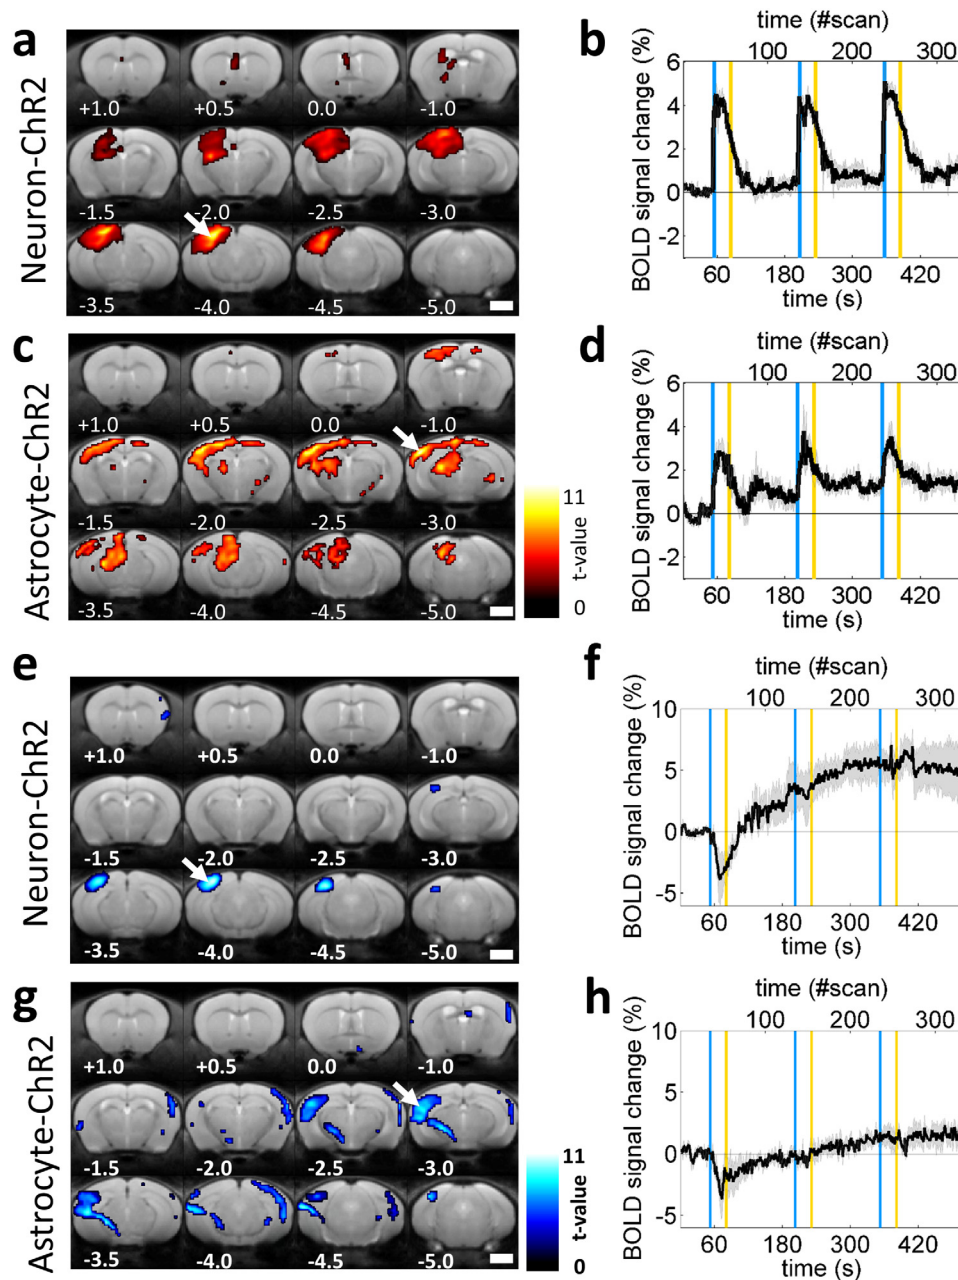 a
Neuron-ChR2
+1.0 +0.5 0.0 -1.0
-1.5 -2.0 -2.5 -3.0
-3.5 -4.0 -4.5 -5.0
b
time (#scan)
100 200 300
BOLD signal change (%)
6
4
2
0
-2
60 180 300 420
time (s)
c
Astrocyte-ChR2
+1.0 +0.5 0.0 -1.0
-1.5 -2.0 -2.5 -3.0
-3.5 -4.0 -4.5 -5.0
11
t-value
0
d
time (#scan)
100 200 300
BOLD signal change (%)
6
4
2
0
-2
60 180 300 420
time (s)
e
Neuron-ChR2
+1.0 +0.5 0.0 -1.0
-1.5 -2.0 -2.5 -3.0
-3.5 -4.0 -4.5 -5.0
f
time (#scan)
100 200 300
BOLD signal change (%)
10
5
0
-5
60 180 300 420
time (s)
g
Astrocyte-ChR2
+1.0 +0.5 0.0 -1.0
-1.5 -2.0 -2.5 -3.0
-3.5 -4.0 -4.5 -5.0
11
t-value
0
h
time (#scan)
100 200 300
BOLD signal change (%)
10
5
0
-5
60 180 300 420
time (s)